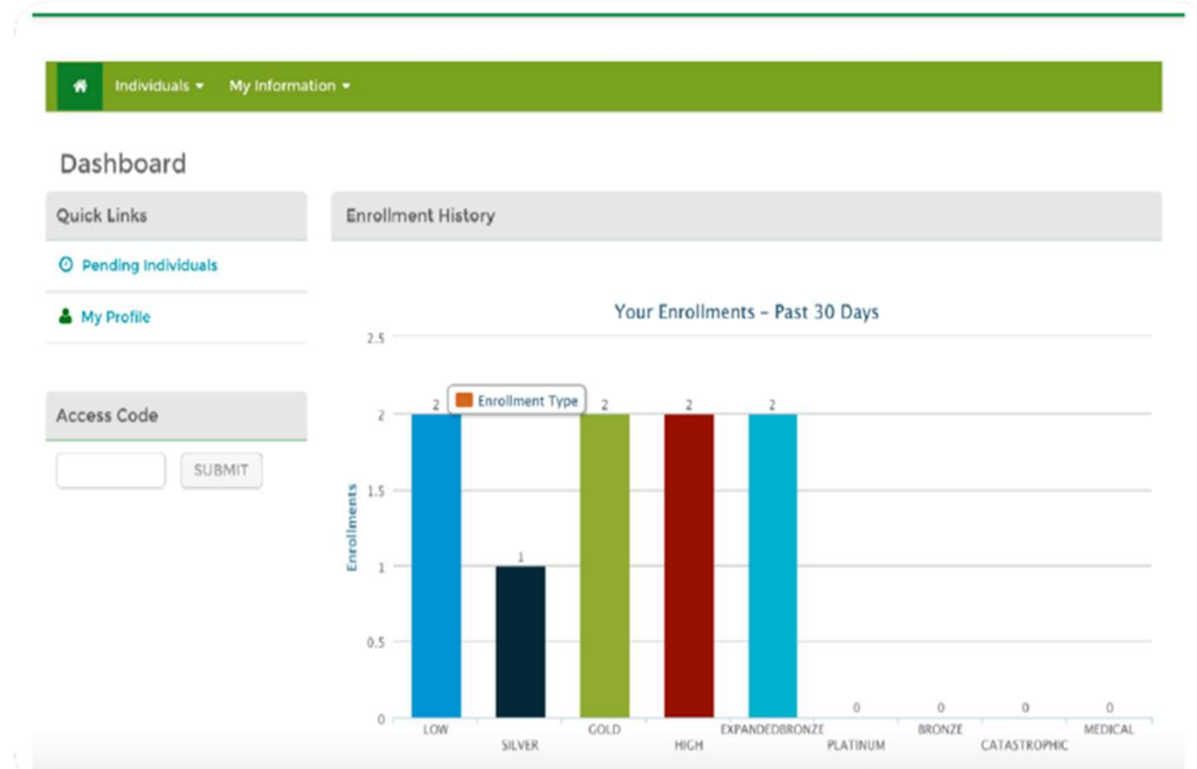 Individuals My Information
Dashboard
Quick Links
Pending Individuals
My Profile
Access Code
SUBMIT
Enrollment History
Your Enrollments – Past 30 Days
Enrollment Type
Enrollments
2.5
2
1.5
1
0.5
0
2 1 2 2 2 0 0 0 0
LOW SILVER GOLD HIGH EXPANDEDBRONZE PLATINUM BRONZE CATASTROPHIC MEDICAL